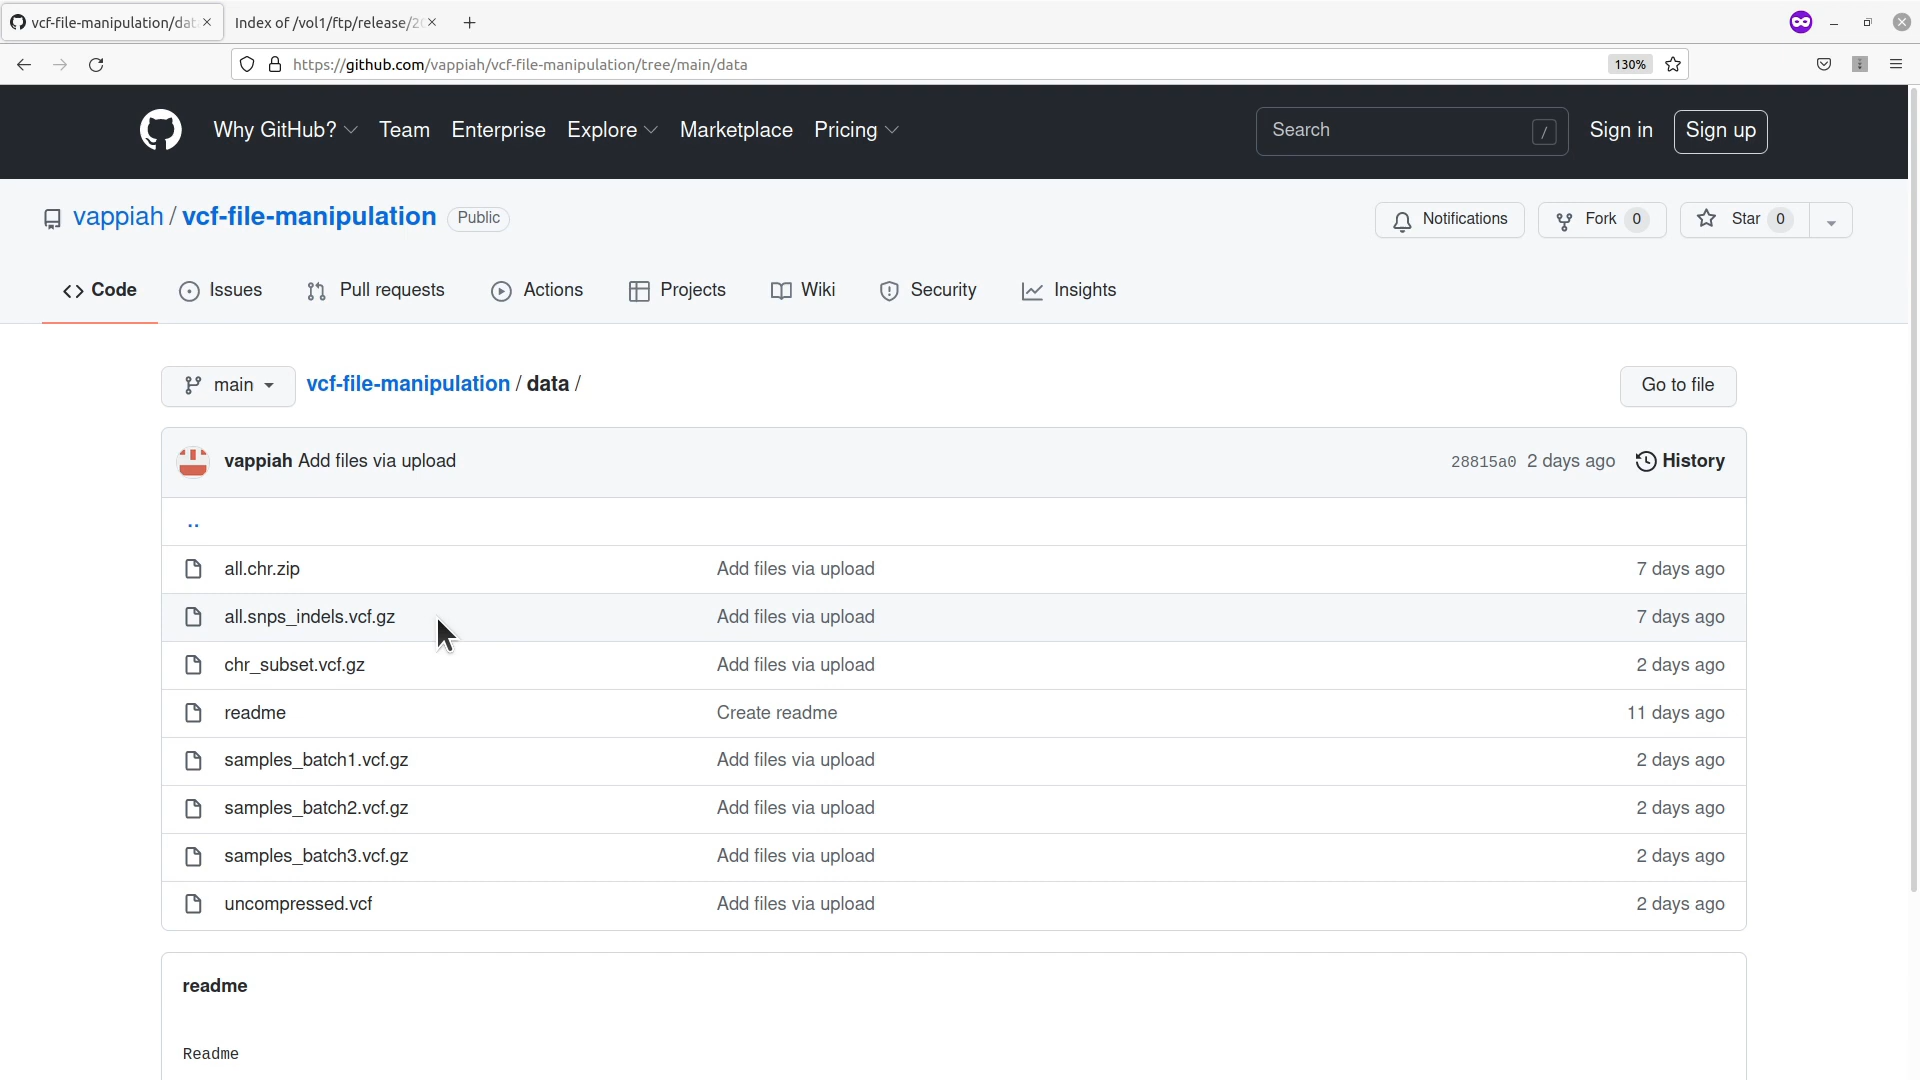 vcf-file-manipulation/dat
Index of /vol1/ftp/release/20
https://github.com/vappiah/vcf-file-manipulation/tree/main/data
130%
Why GitHub? Team Enterprise Explore Marketplace Pricing
Search /
Sign in
Sign up
vappiah / vcf-file-manipulation Public
Notifications
Fork 0
Star 0
Code Issues Pull requests Actions Projects Wiki Security Insights
main
vcf-file-manipulation / data /
Go to file
vappiah Add files via upload 28815a0 2 days ago History
..
all.chr.zip Add files via upload 7 days ago
all.snps_indels.vcf.gz Add files via upload 7 days ago
chr_subset.vcf.gz Add files via upload 2 days ago
readme Create readme 11 days ago
samples_batch1.vcf.gz Add files via upload 2 days ago
samples_batch2.vcf.gz Add files via upload 2 days ago
samples_batch3.vcf.gz Add files via upload 2 days ago
uncompressed.vcf Add files via upload 2 days ago
readme
Readme